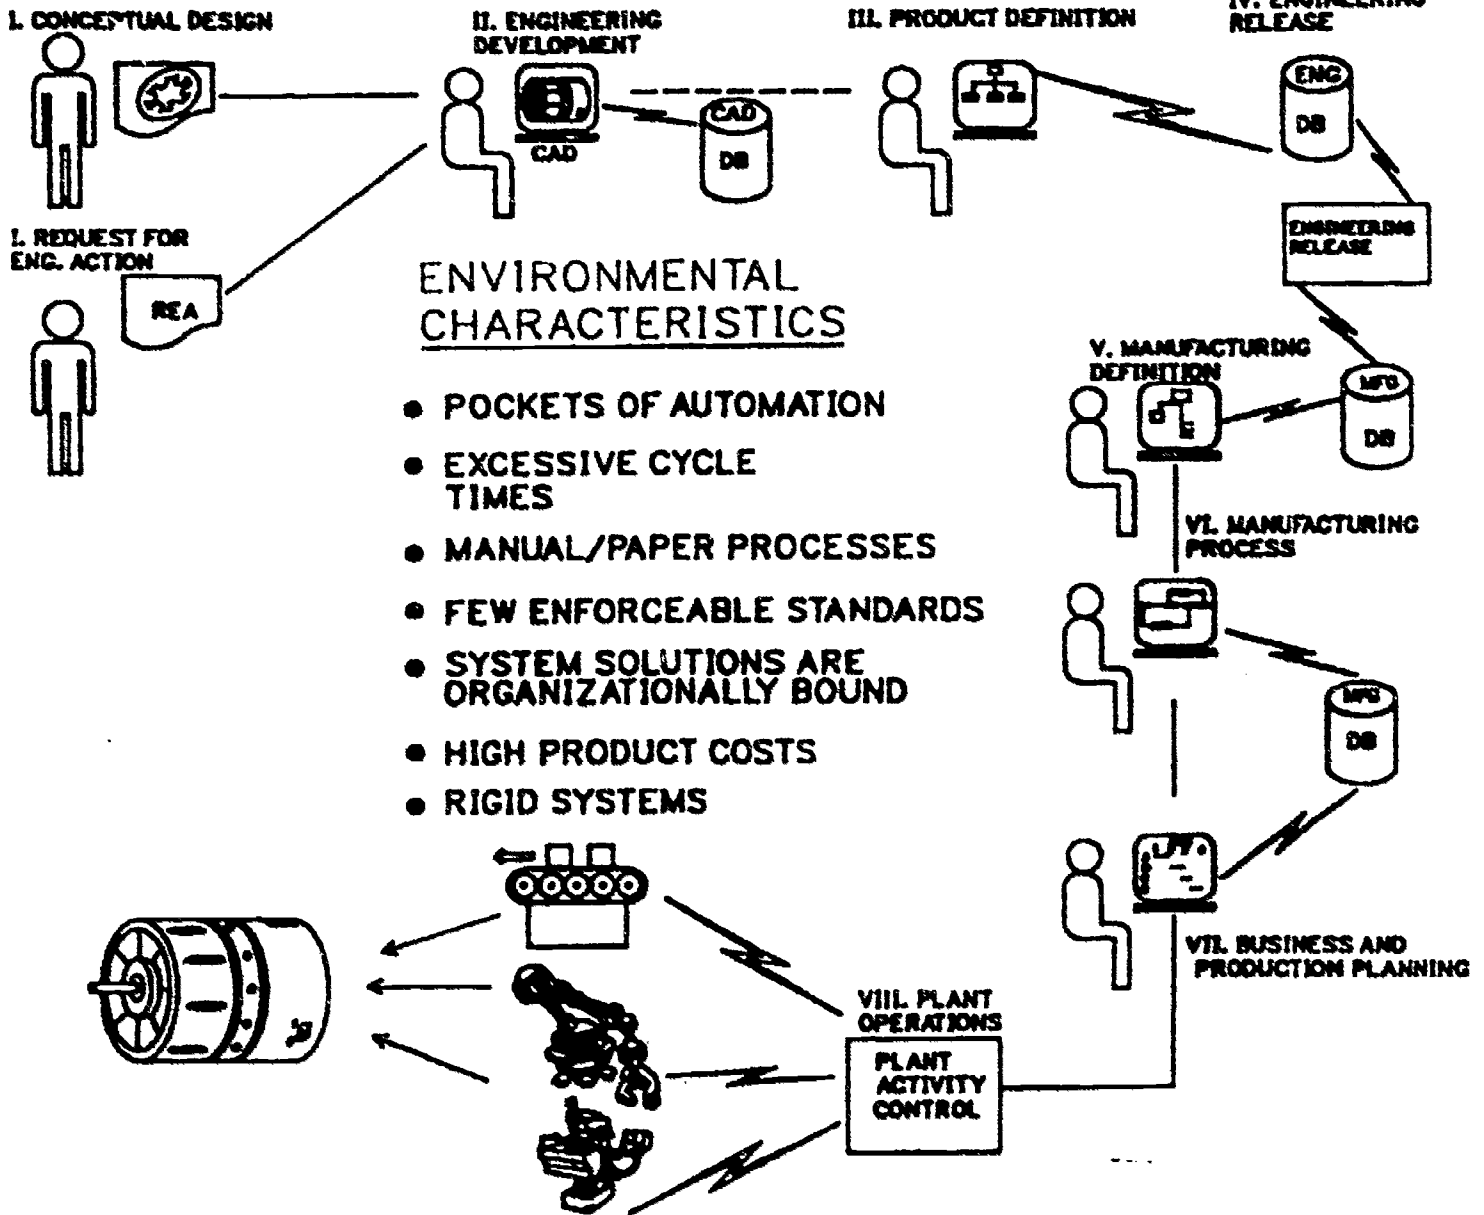 I. CONCEPTUAL DESIGN
II. ENGINEERING
DEVELOPMENT
III. PRODUCT DEFINITION
IV. ENGINEERING
RELEASE
CAD
CAD
DB
ENG
DB
ENGINEERING
RELEASE
I. REQUEST FOR
ENG. ACTION
REA
ENVIRONMENTAL
CHARACTERISTICS
• POCKETS OF AUTOMATION
• EXCESSIVE CYCLE
TIMES
• MANUAL/PAPER PROCESSES
• FEW ENFORCEABLE STANDARDS
• SYSTEM SOLUTIONS ARE
ORGANIZATIONALLY BOUND
• HIGH PRODUCT COSTS
• RIGID SYSTEMS
V. MANUFACTURING
DEFINITION
MFG
DB
VI. MANUFACTURING
PROCESS
MFG
DB
VII. BUSINESS AND
PRODUCTION PLANNING
VIII. PLANT
OPERATIONS
PLANT
ACTIVITY
CONTROL